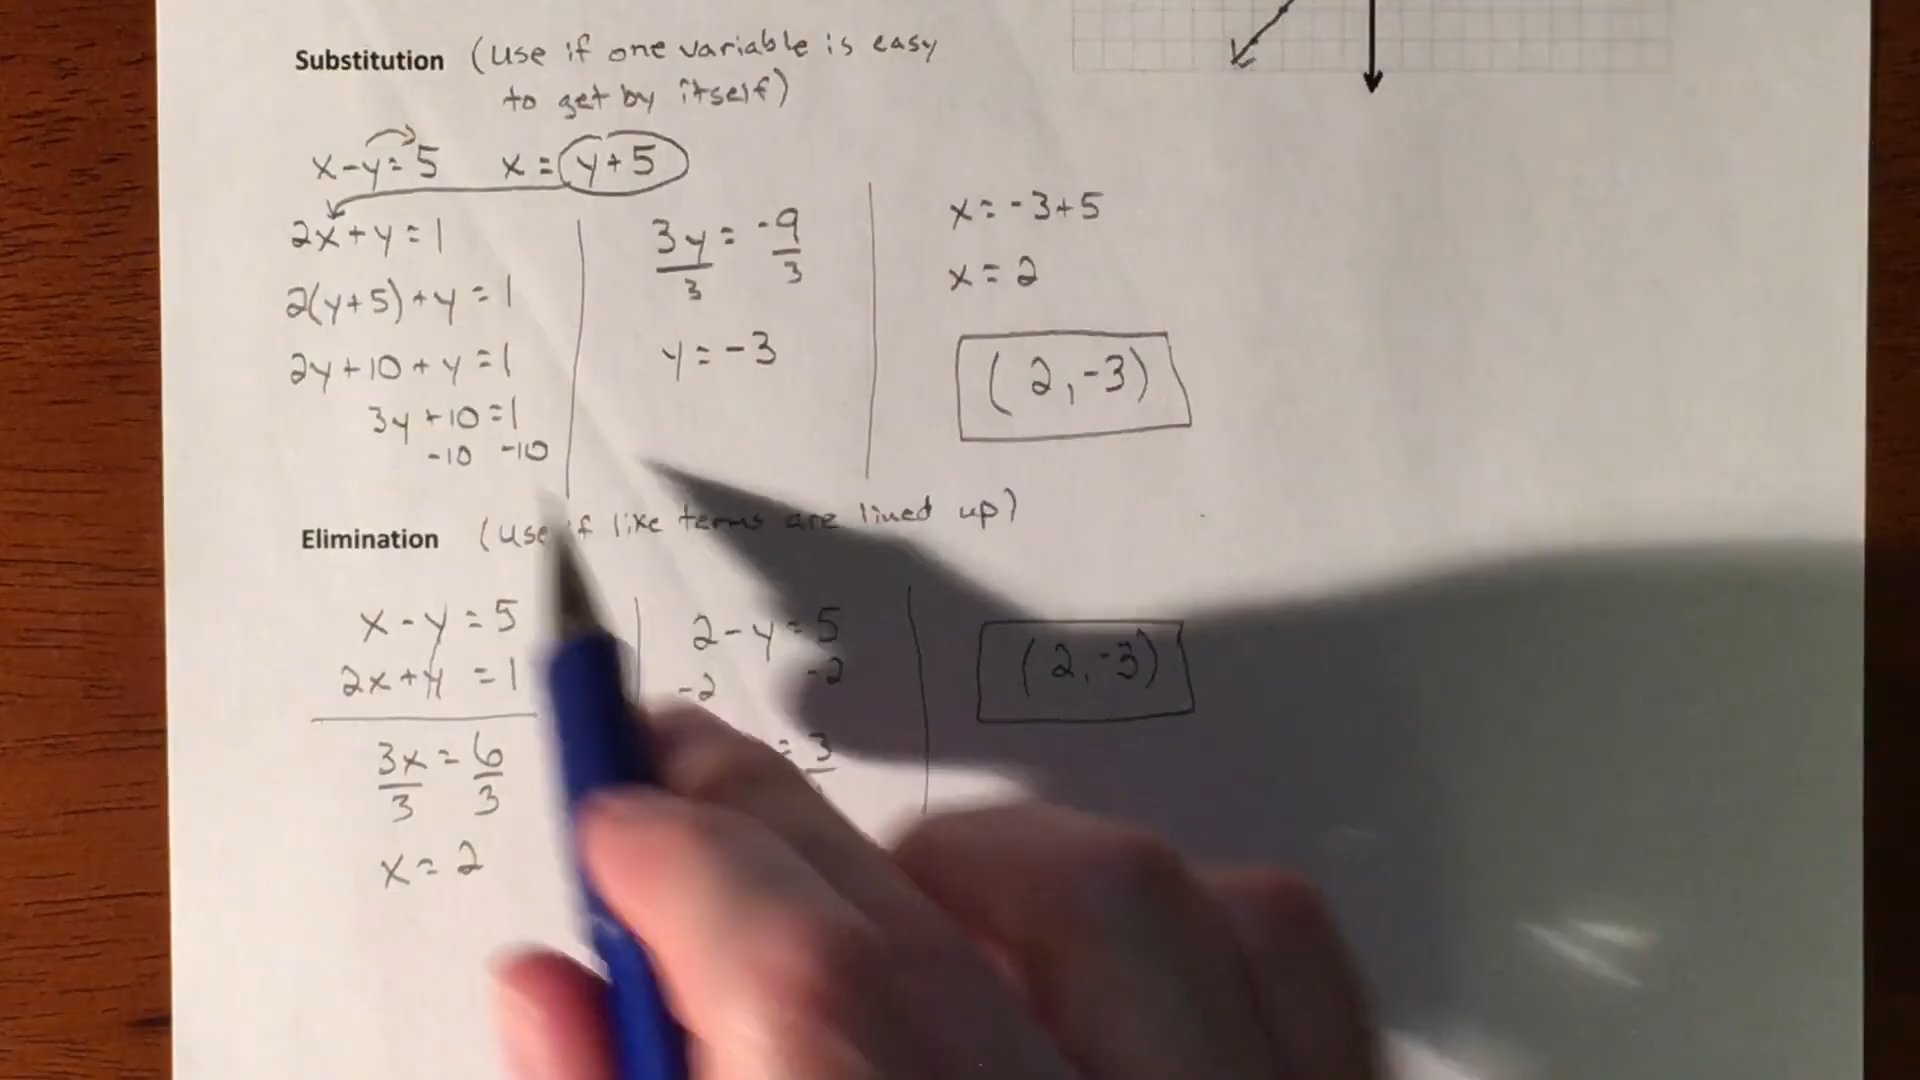 Substitution (use if one variable is easy
to get by itself)
x-y=5 x = y+5
2x+y=1
2(y+5)+y=1
2y+10+y=1
3y+10=1
-10 -10
3y = -9
3 3
y=-3
x=-3+5
x=2
(2,-3)
Elimination (use if like terms are lined up)
x-y=5
2x+y=1
3x=6
3 3
x=2
2-y=5
-2 -2
=3
(2,-3)